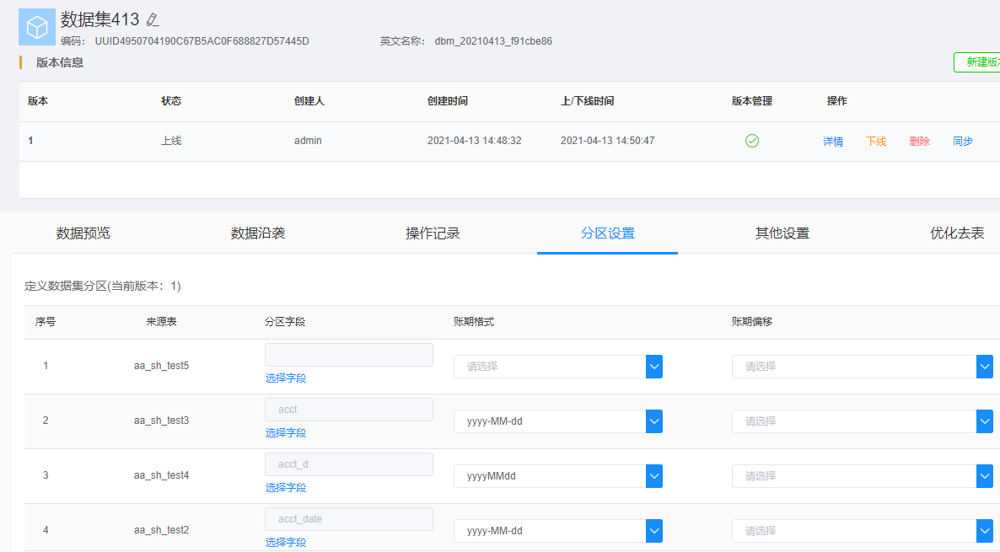 数据集413
编码： UUID4950704190C67B5AC0F688827D57445D 英文名称： dbm_20210413_f91cbe86
版本信息
新建版
版本 状态 创建人 创建时间 上/下线时间 版本管理 操作
1 上线 admin 2021-04-13 14:48:32 2021-04-13 14:50:47 详情 下线 删除 同步
数据预览 数据沿袭 操作记录 分区设置 其他设置 优化去表
定义数据集分区(当前版本：1)
序号 来源表 分区字段 账期格式 账期偏移
1 aa_sh_test5 请选择 请选择
选择字段
2 aa_sh_test3 acct yyyy-MM-dd 请选择
选择字段
3 aa_sh_test4 acct_d yyyyMMdd 请选择
选择字段
4 aa_sh_test2 acct_date yyyy-MM-dd 请选择
选择字段